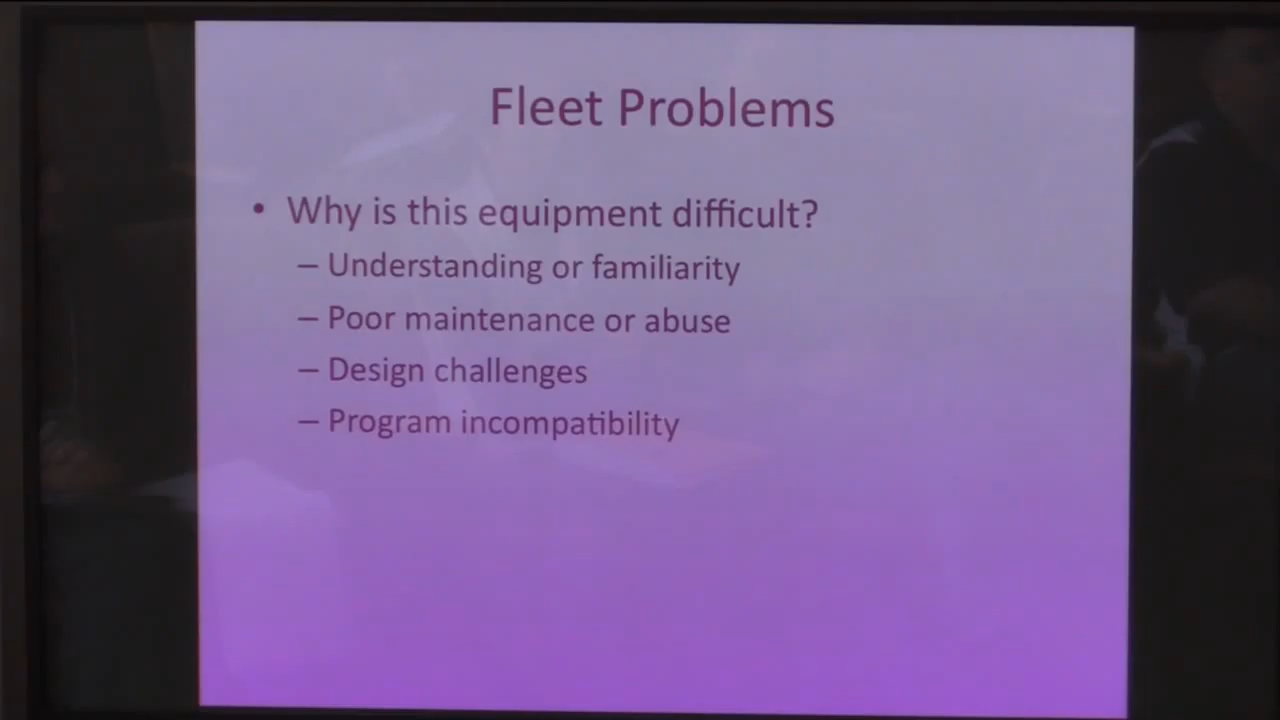 Fleet Problems
• Why is this equipment difficult?
– Understanding or familiarity
– Poor maintenance or abuse
– Design challenges
– Program incompatibility